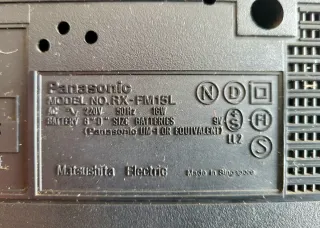 Panasonic
MODEL NO. RX-FM15L
AC ~ 220V 50Hz 16W
BATTERY 6 "D" SIZE BATTERIES 9V
(Panasonic UM-1 OR EQUIVALENT)
Matsushita Electric Made in Singapore
N D
FI
S